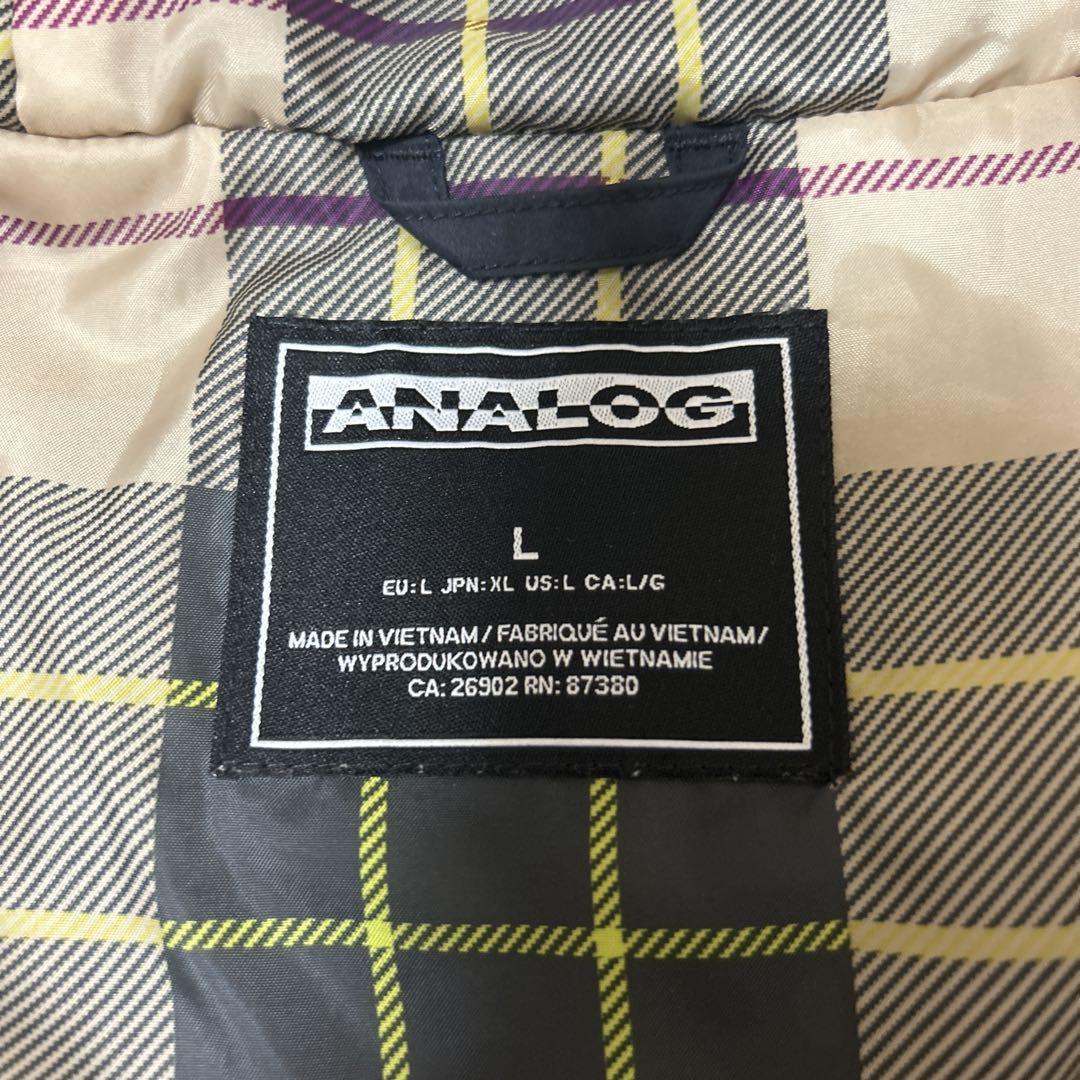 ANALOG
L
EU:L JPN:XL US:L CA:L/G
MADE IN VIETNAM / FABRIQUÉ AU VIETNAM/
WYPRODUKOWANO W WIETNAMIE
CA: 26902 RN: 87380